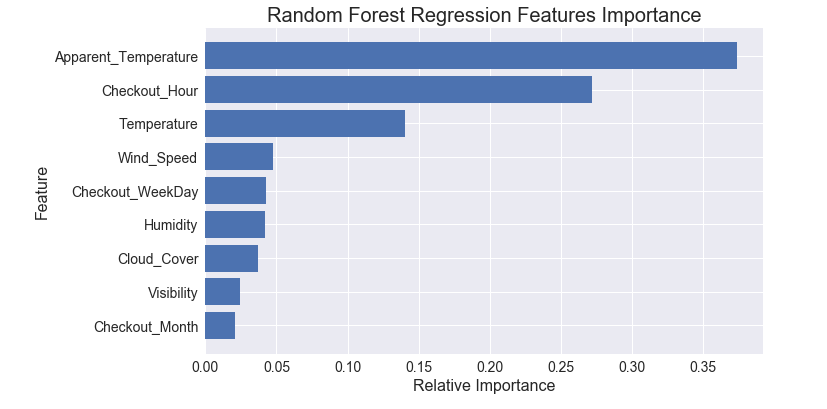 Random Forest Regression Features Importance
Feature
Apparent_Temperature
Checkout_Hour
Temperature
Wind_Speed
Checkout_WeekDay
Humidity
Cloud_Cover
Visibility
Checkout_Month
0.00 0.05 0.10 0.15 0.20 0.25 0.30 0.35
Relative Importance